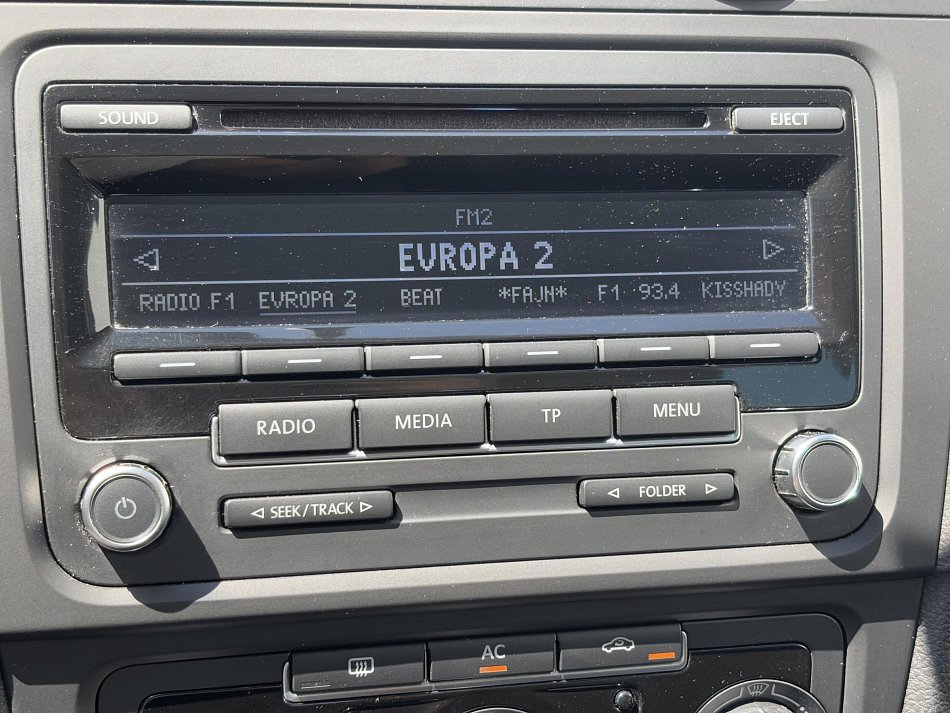 SOUND EJECT
FM2
EVROPA 2
RADIO F1 EVROPA 2 BEAT *FAJN* F1 93.4 KISSHADY
RADIO MEDIA TP MENU
SEEK/TRACK FOLDER
AC